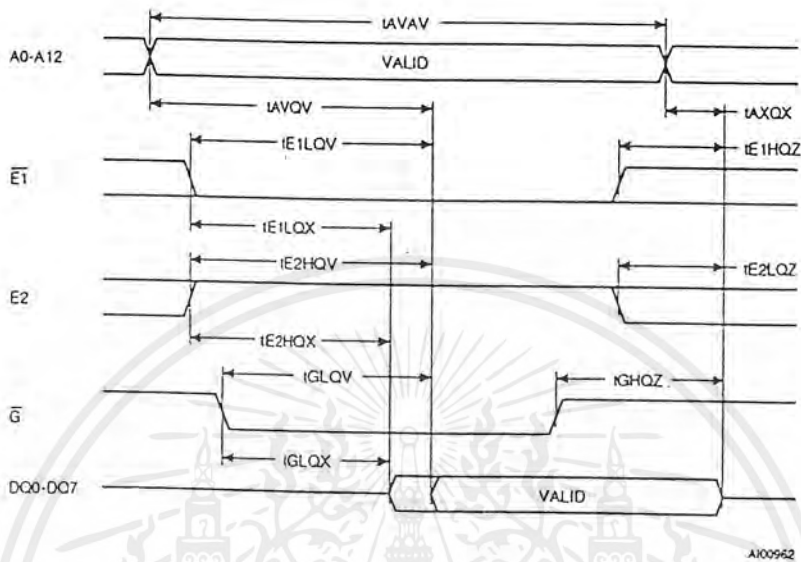 tAVAV
A0-A12
VALID
tAVQV
tAXQX
tE1LQV
tE1HQZ
E1
tE1LQX
tE2HQV
tE2LQZ
E2
tE2HQX
tGLQV
tGHQZ
G
tGLQX
DQ0-DQ7
VALID
AI00962